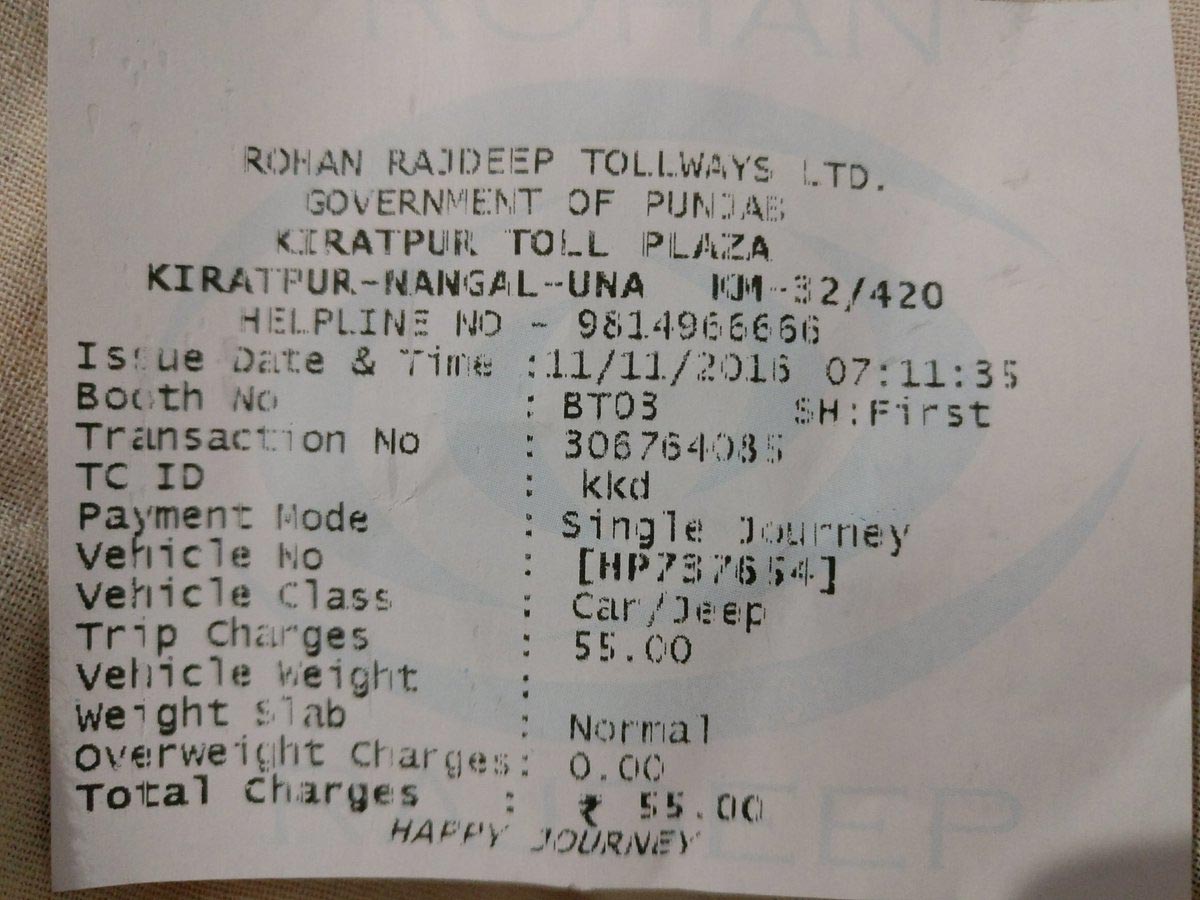 ROHAN
ROHAN RAJDEEP TOLLWAYS LTD.
GOVERNMENT OF PUNJAB
KIRATPUR TOLL PLAZA
KIRATPUR-NANGAL-UNA KM-32/420
HELPLINE NO - 9814966666
Issue Date & Time :11/11/2016 07:11:35
Booth No : BT03 SH:First
Transaction No : 306764085
TC ID : kkd
Payment Mode : Single Journey
Vehicle No : [HP737654]
Vehicle Class : Car/Jeep
Trip Charges : 55.00
Vehicle Weight :
Weight Slab : Normal
Overweight Charges: 0.00
Total Charges : ₹ 55.00
RAJDEEP
HAPPY JOURNEY